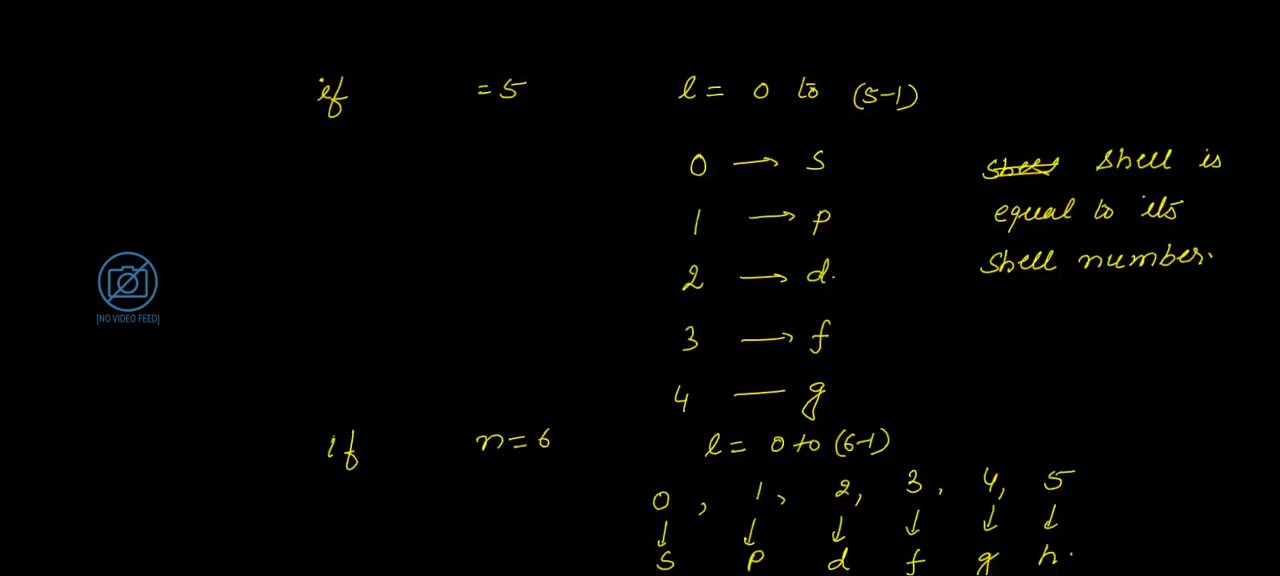 if = 5 l = 0 to (5-1)
0 → s
1 → p
2 → d.
3 → f
4 — g
Shell is
equal to its
shell number.
[NO VIDEO FEED]
if n = 6 l = 0 to (6-1)
0 , 1 , 2 , 3 , 4 , 5
↓ ↓ ↓ ↓ ↓ ↓
s p d f g h .